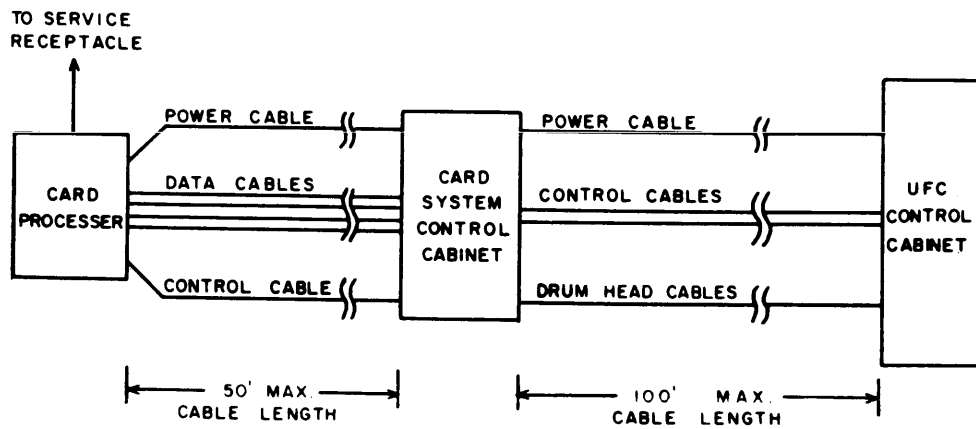 TO SERVICE
RECEPTACLE
POWER CABLE
POWER CABLE
CARD
PROCESSER
DATA CABLES
CARD
SYSTEM
CONTROL
CABINET
CONTROL CABLES
UFC
CONTROL
CABINET
CONTROL CABLE
DRUM HEAD CABLES
50' MAX.
CABLE LENGTH
100' MAX.
CABLE LENGTH